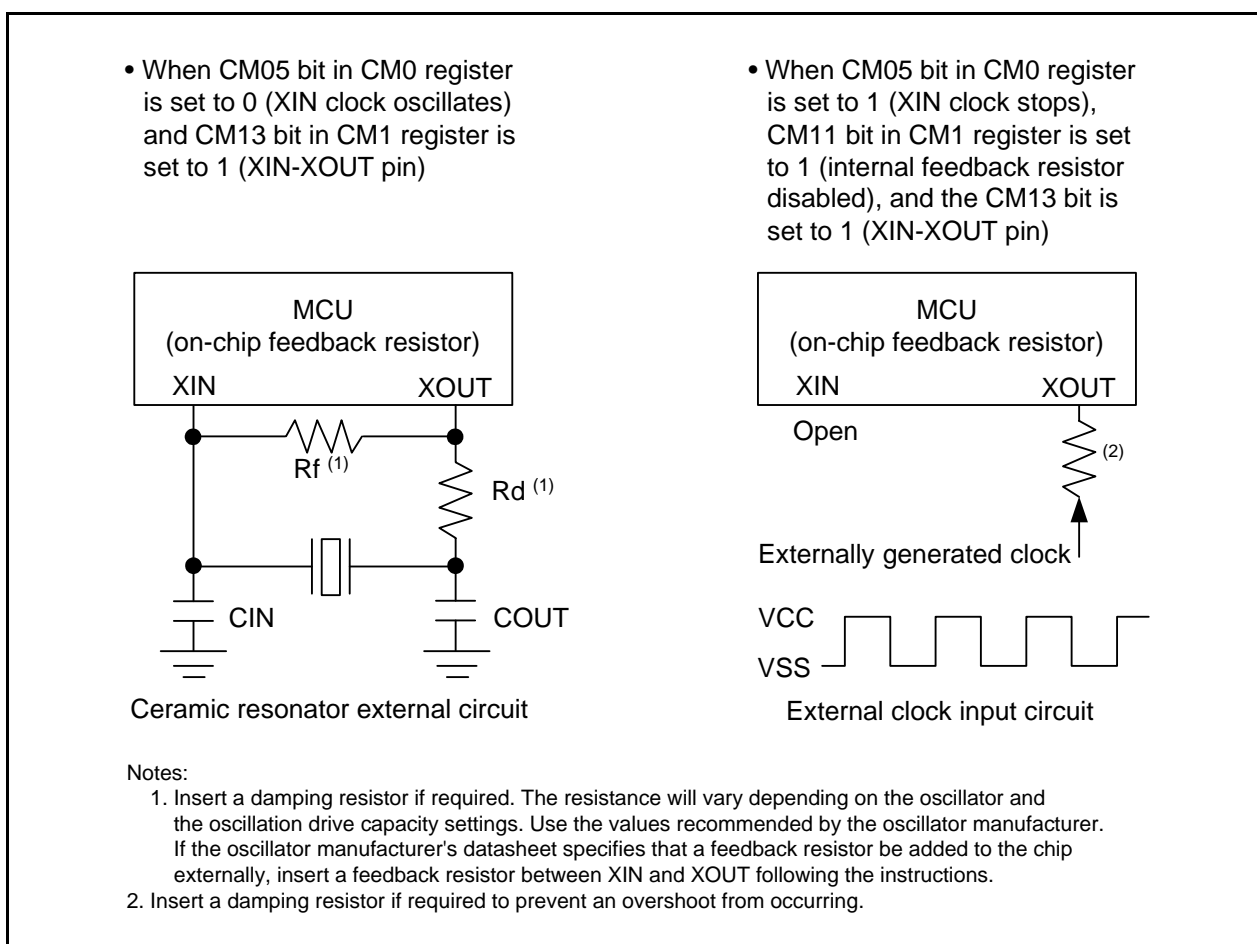 • When CM05 bit in CM0 register
is set to 0 (XIN clock oscillates)
and CM13 bit in CM1 register is
set to 1 (XIN-XOUT pin)
MCU
(on-chip feedback resistor)
XIN XOUT
Rf (1)
Rd (1)
CIN COUT
Ceramic resonator external circuit
• When CM05 bit in CM0 register
is set to 1 (XIN clock stops),
CM11 bit in CM1 register is set
to 1 (internal feedback resistor
disabled), and the CM13 bit is
set to 1 (XIN-XOUT pin)
MCU
(on-chip feedback resistor)
XIN XOUT
Open
(2)
Externally generated clock
VCC
VSS
External clock input circuit
Notes:
1. Insert a damping resistor if required. The resistance will vary depending on the oscillator and
the oscillation drive capacity settings. Use the values recommended by the oscillator manufacturer.
If the oscillator manufacturer's datasheet specifies that a feedback resistor be added to the chip
externally, insert a feedback resistor between XIN and XOUT following the instructions.
2. Insert a damping resistor if required to prevent an overshoot from occurring.